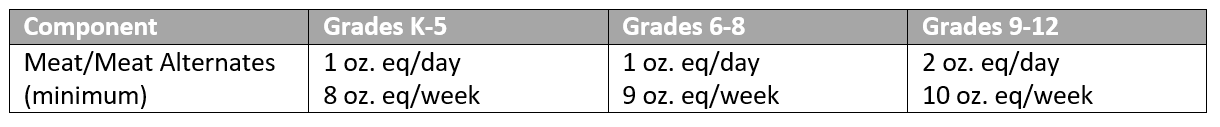 Component Grades K-5 Grades 6-8 Grades 9-12
Meat/Meat Alternates 1 oz. eq/day 1 oz. eq/day 2 oz. eq/day
(minimum) 8 oz. eq/week 9 oz. eq/week 10 oz. eq/week